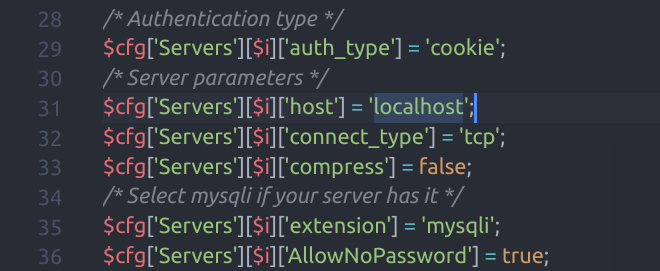 28 /* Authentication type */
29 $cfg['Servers'][$i]['auth_type'] = 'cookie';
30 /* Server parameters */
31 $cfg['Servers'][$i]['host'] = 'localhost';
32 $cfg['Servers'][$i]['connect_type'] = 'tcp';
33 $cfg['Servers'][$i]['compress'] = false;
34 /* Select mysqli if your server has it */
35 $cfg['Servers'][$i]['extension'] = 'mysqli';
36 $cfg['Servers'][$i]['AllowNoPassword'] = true;